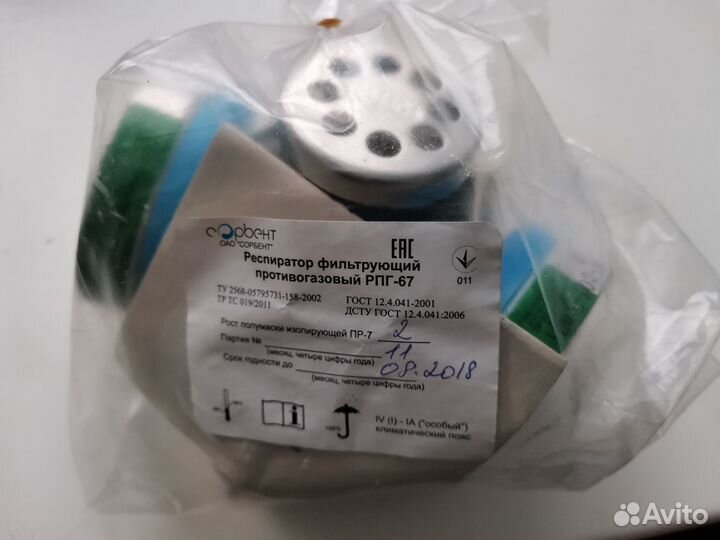 сорбент
ОАО "СОРБЕНТ"
ЕАС
011
Респиратор фильтрующий
противогазовый РПГ-67
ТУ 2568-05795731-158-2002
ТР ТС 019/2011
ГОСТ 12.4.041-2001
ДСТУ ГОСТ 12.4.041:2006
Рост полумаски изолирующей ПР-7 2
Партия № 11
(месяц, четыре цифры года)
Срок годности до 08.2018
(месяц, четыре цифры года)
i
IV (I) - IA ("особый")
климатический пояс
Avito